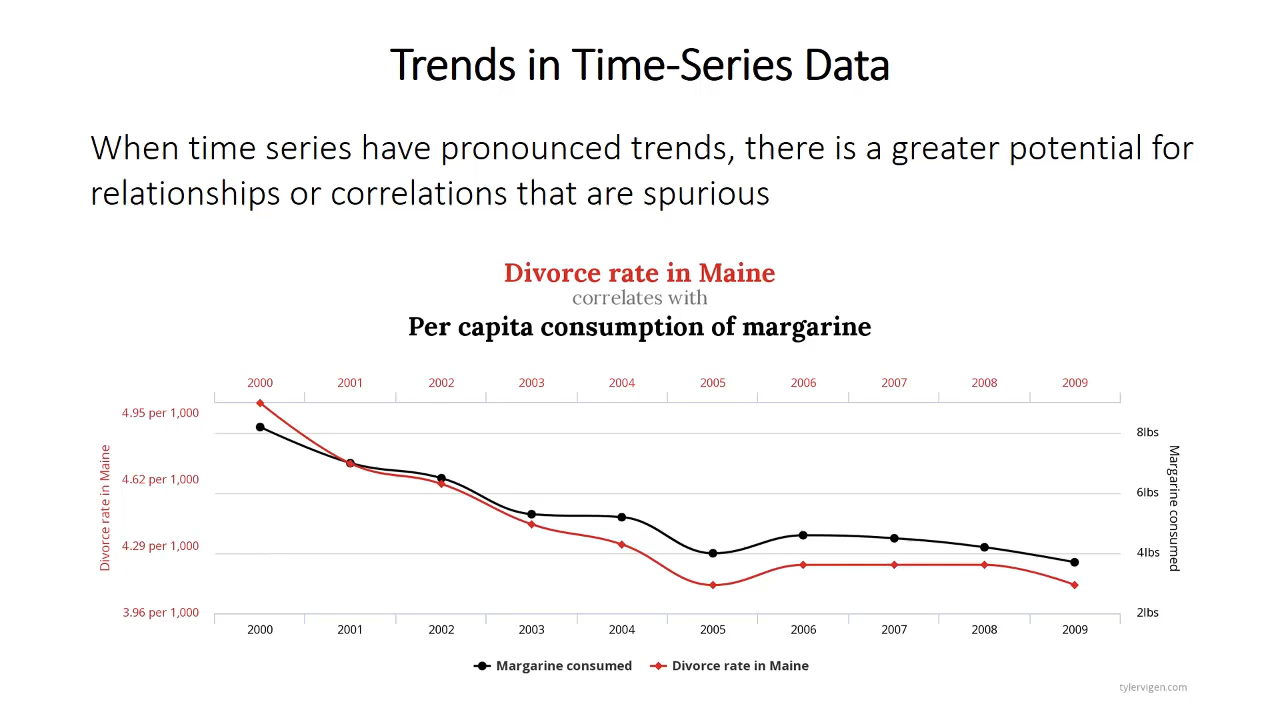 Trends in Time-Series Data
When time series have pronounced trends, there is a greater potential for
relationships or correlations that are spurious
Divorce rate in Maine
correlates with
Per capita consumption of margarine
2000 2001 2002 2003 2004 2005 2006 2007 2008 2009
4.95 per 1,000
4.62 per 1,000
4.29 per 1,000
3.96 per 1,000
Divorce rate in Maine
8lbs
6lbs
4lbs
2lbs
Margarine consumed
2000 2001 2002 2003 2004 2005 2006 2007 2008 2009
Margarine consumed Divorce rate in Maine
tylervigen.com